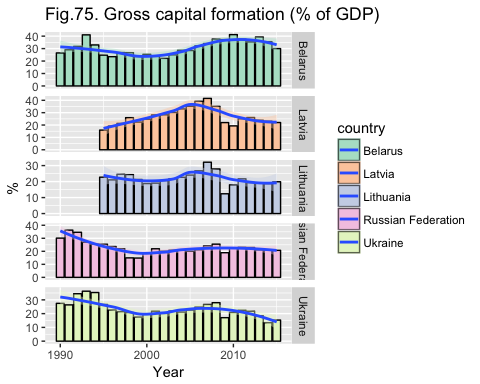 Fig.75. Gross capital formation (% of GDP)
40
30
20
10
0
Belarus
40
30
20
10
0
Latvia
30
20
10
0
Lithuania
40
30
20
10
0
sian Federa
30
20
10
0
Ukraine
%
1990
2000
2010
Year
country
Belarus
Latvia
Lithuania
Russian Federation
Ukraine